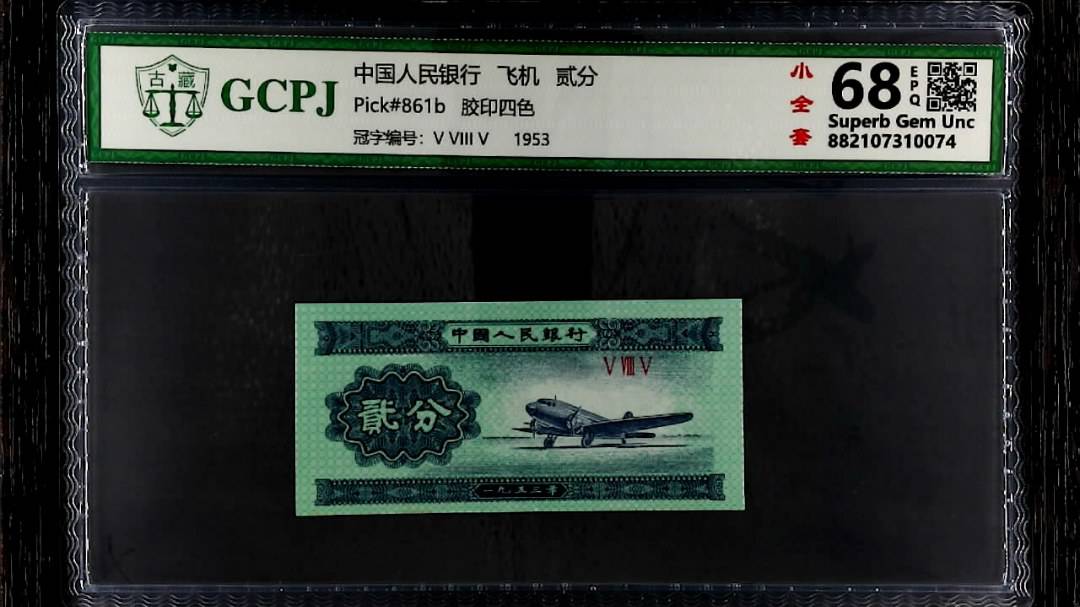 古藏
GCPJ
中国人民银行 飞机 贰分
Pick#861b 胶印四色
冠字编号: V VIII V 1953
小全套
68
EPQ
Superb Gem Unc
882107310074
中國人民銀行
V VIII V
貳分
一九五三年